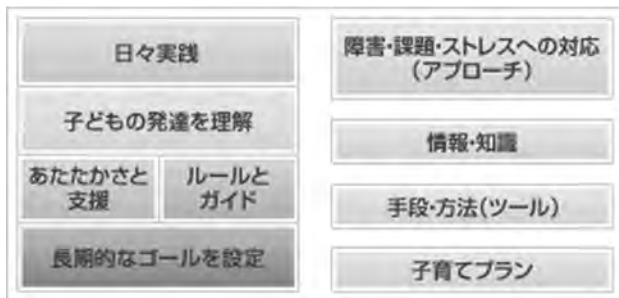 日々実践
子どもの発達を理解
あたたかさと
支援
ルールと
ガイド
長期的なゴールを設定
障害・課題・ストレスへの対応
(アプローチ)
情報・知識
手段・方法(ツール)
子育てプラン